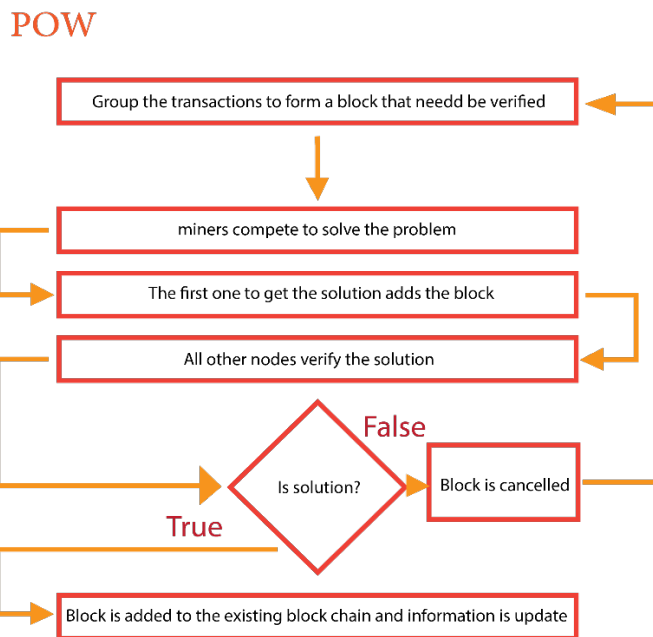 POW
Group the transactions to form a block that needd be verified
miners compete to solve the problem
The first one to get the solution adds the block
All other nodes verify the solution
False
Is solution?
Block is cancelled
True
Block is added to the existing block chain and information is update